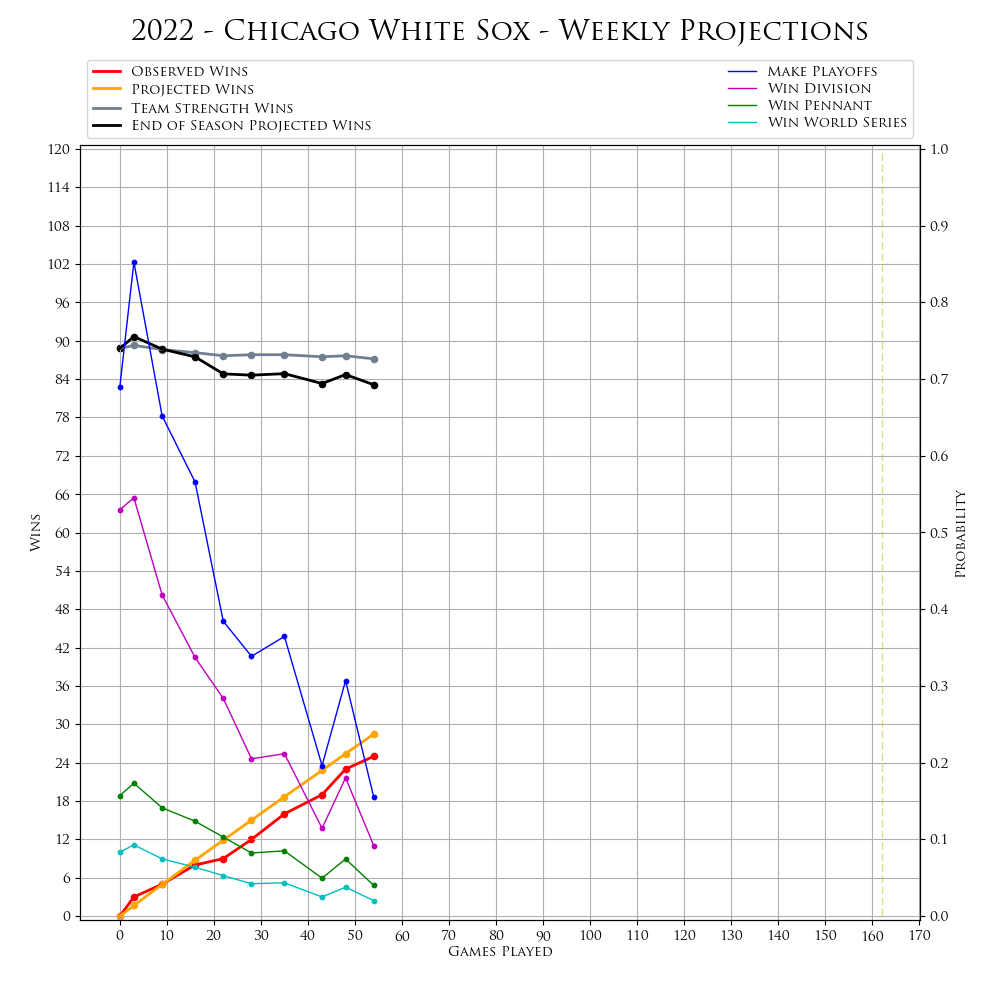 2022 - Chicago White Sox - Weekly Projections
Observed Wins
Projected Wins
Team Strength Wins
End of Season Projected Wins
Make Playoffs
Win Division
Win Pennant
Win World Series
120
114
108
102
96
90
84
78
72
66
60
54
48
42
36
30
24
18
12
6
0
Wins
1.0
0.9
0.8
0.7
0.6
0.5
0.4
0.3
0.2
0.1
0.0
Probability
0 10 20 30 40 50 60 70 80 90 100 110 120 130 140 150 160 170
Games Played